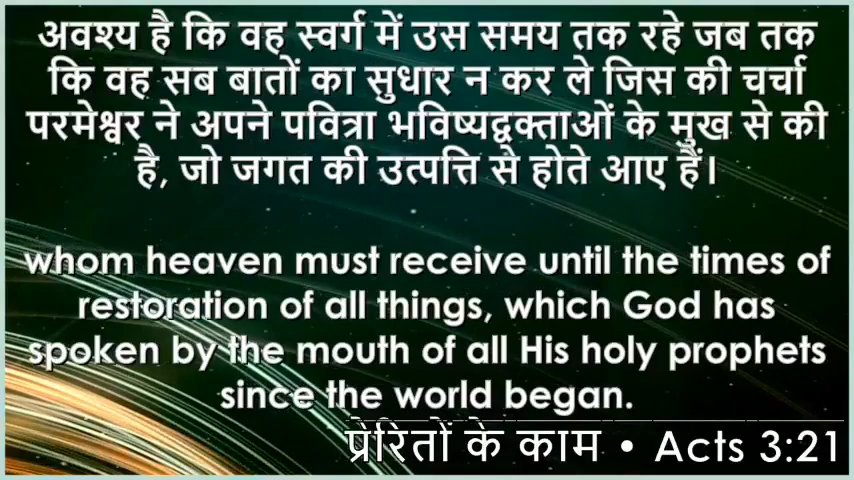 अवश्य है कि वह स्वर्ग में उस समय तक रहे जब तक
कि वह सब बातों का सुधार न कर ले जिस की चर्चा
परमेश्वर ने अपने पवित्रा भविष्यद्वक्ताओं के मुख से की
है, जो जगत की उत्पत्ति से होते आए हैं।
whom heaven must receive until the times of
restoration of all things, which God has
spoken by the mouth of all His holy prophets
since the world began.
प्रेरितों के काम • Acts 3:21